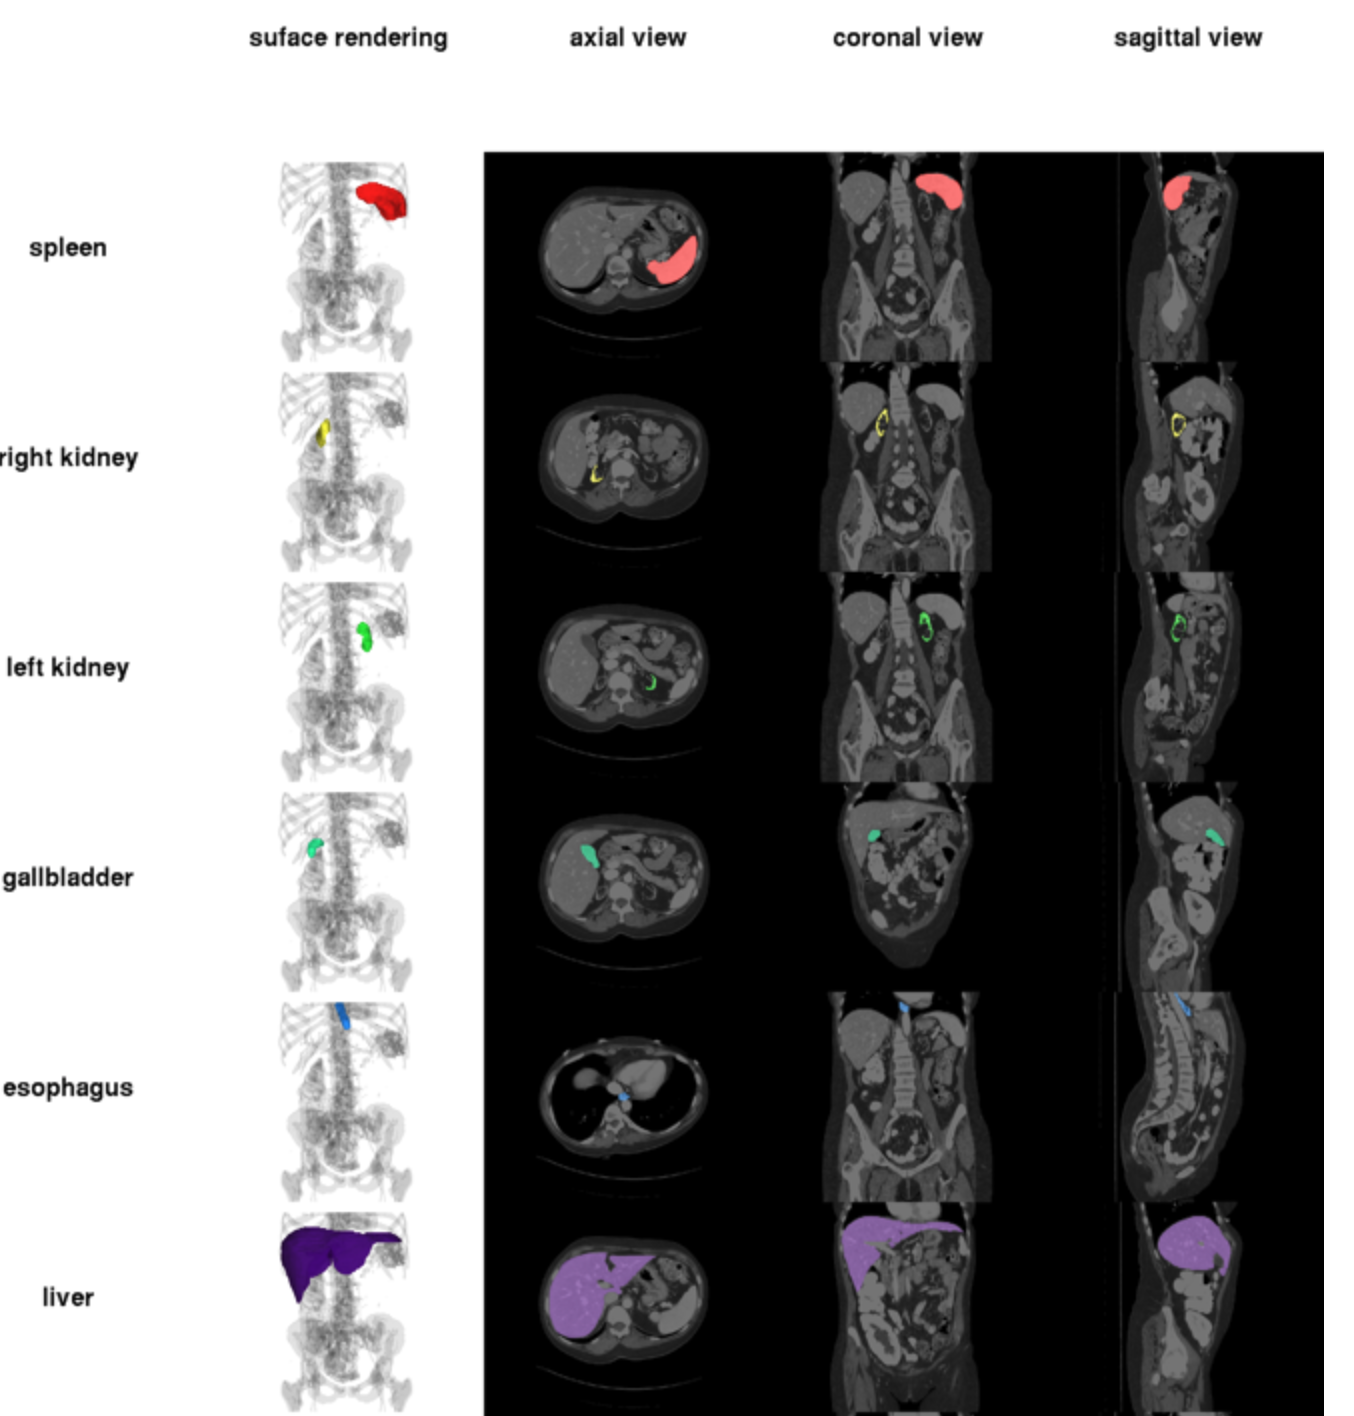 suface rendering axial view coronal view sagittal view
spleen
right kidney
left kidney
gallbladder
esophagus
liver